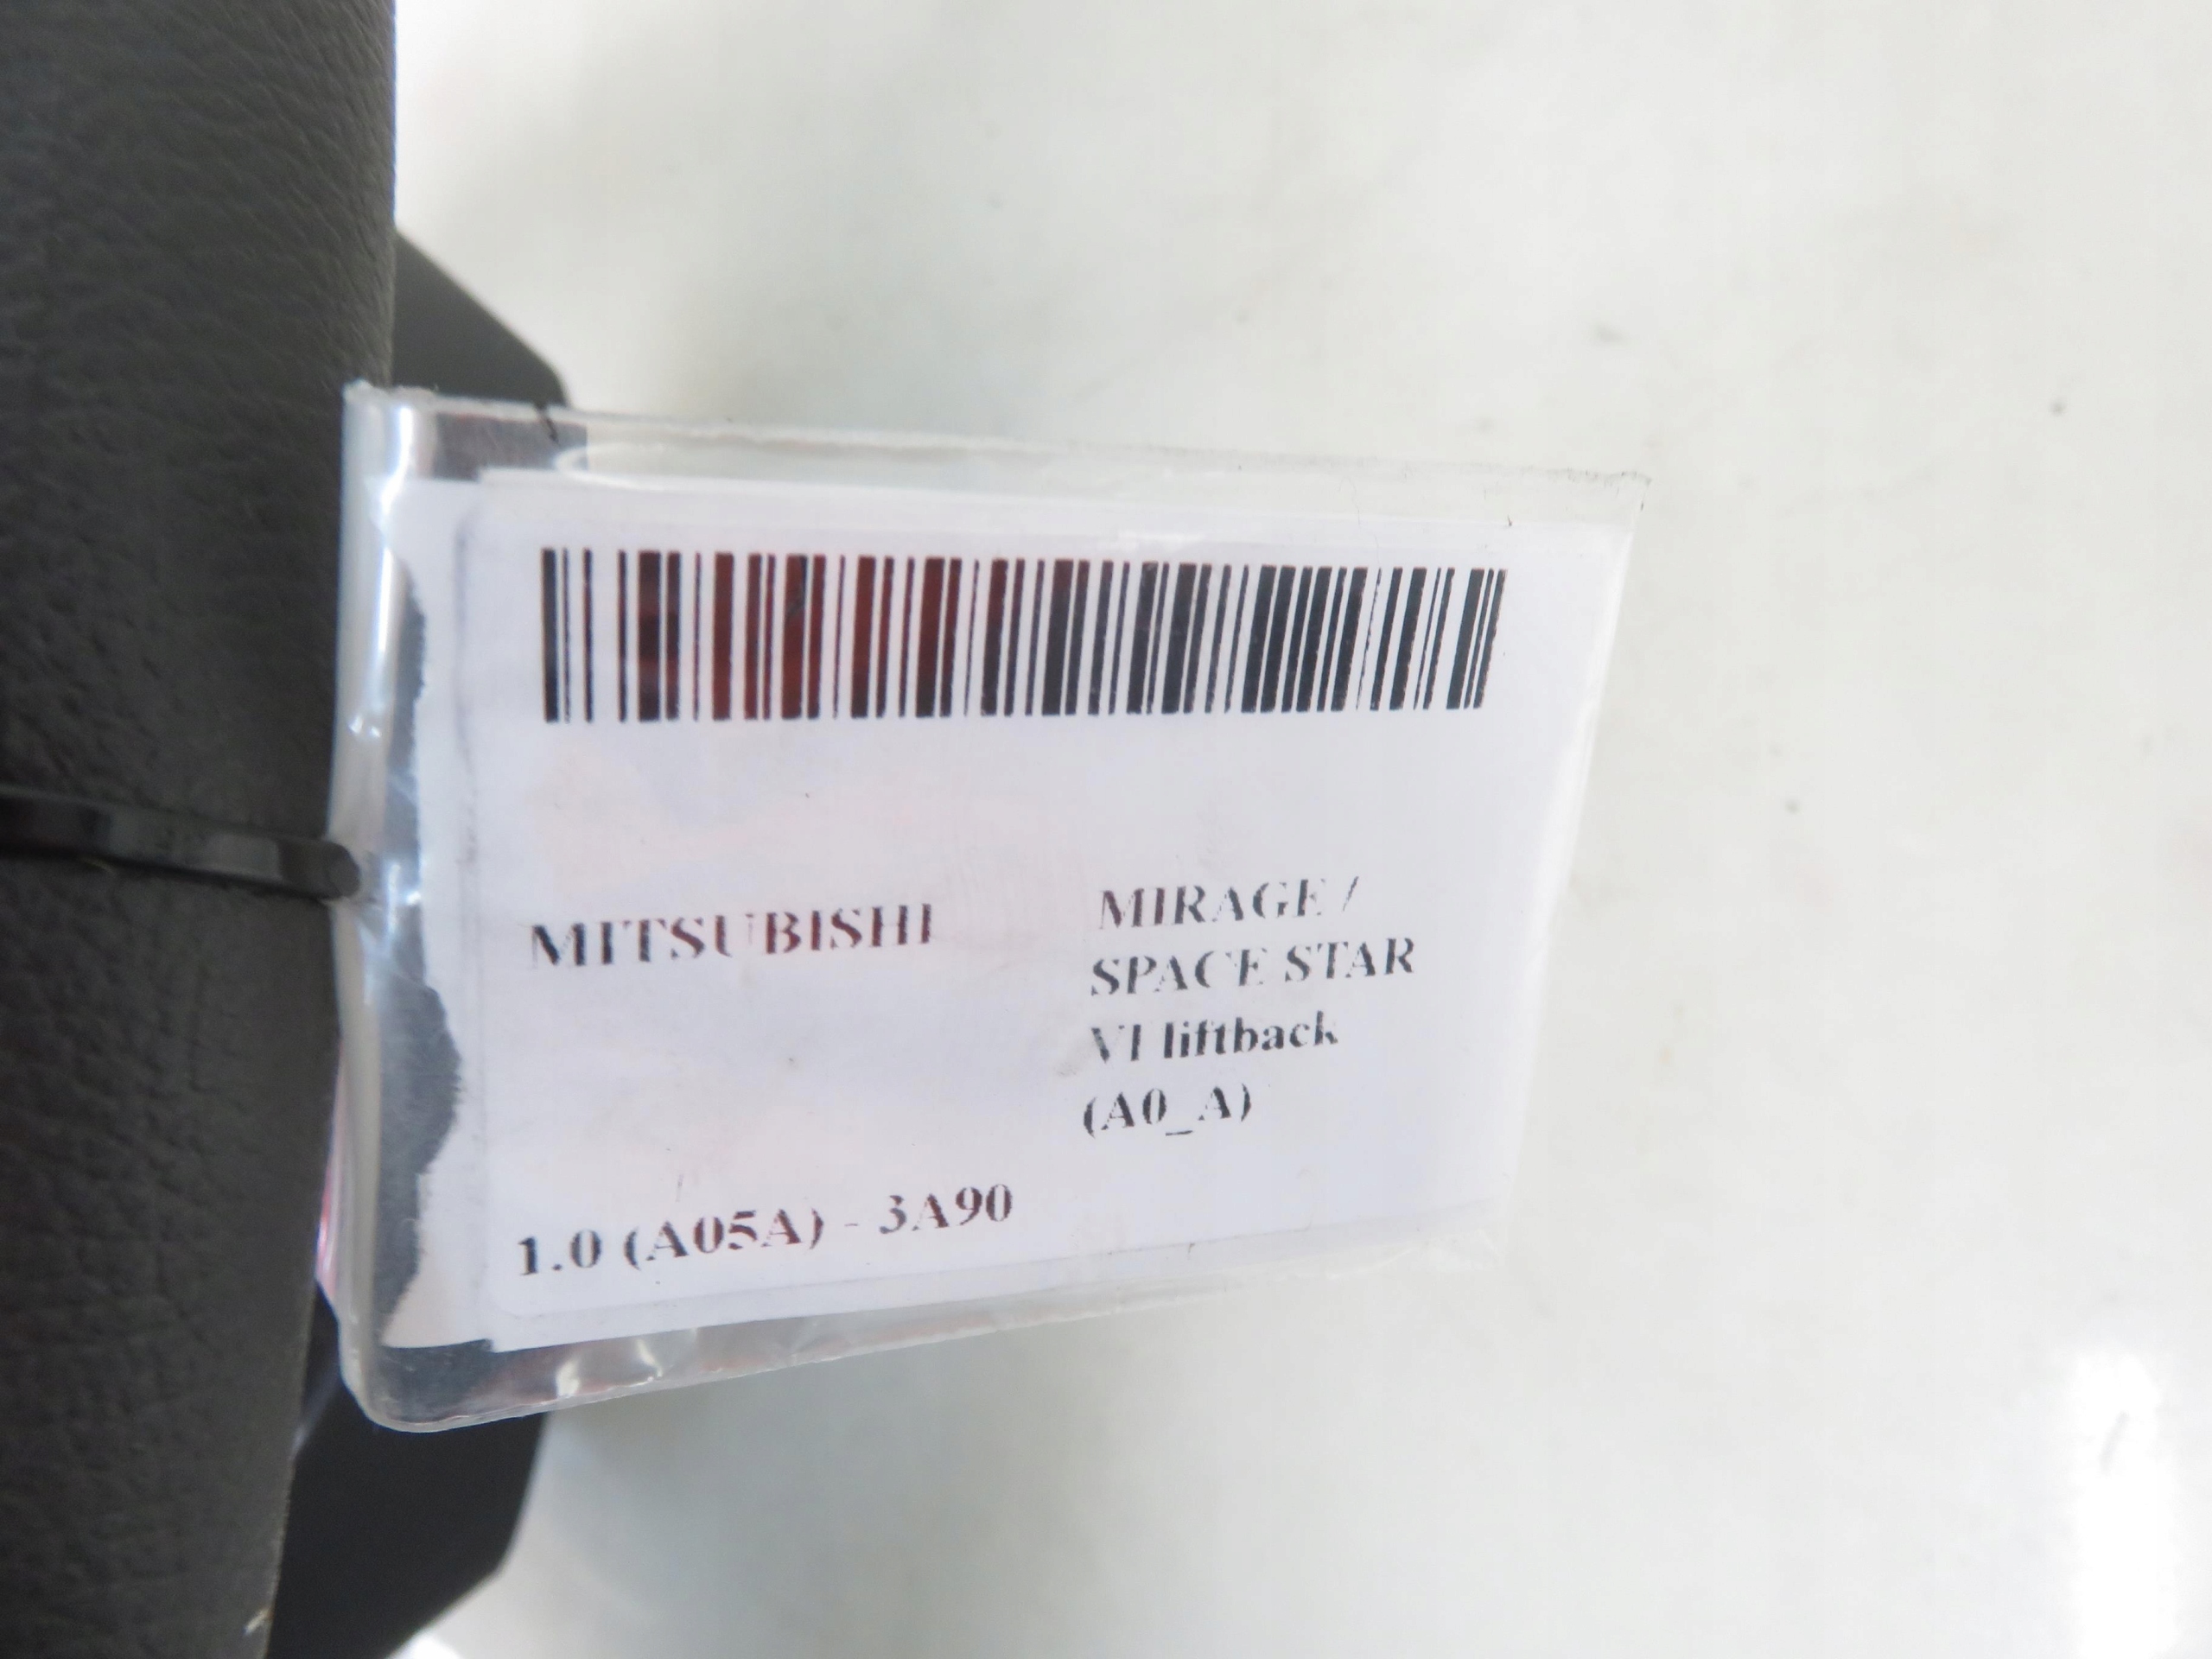 MITSUBISHI
MIRAGE /
SPACE STAR
VI liftback
(A0_A)
1.0 (A05A) - 3A90